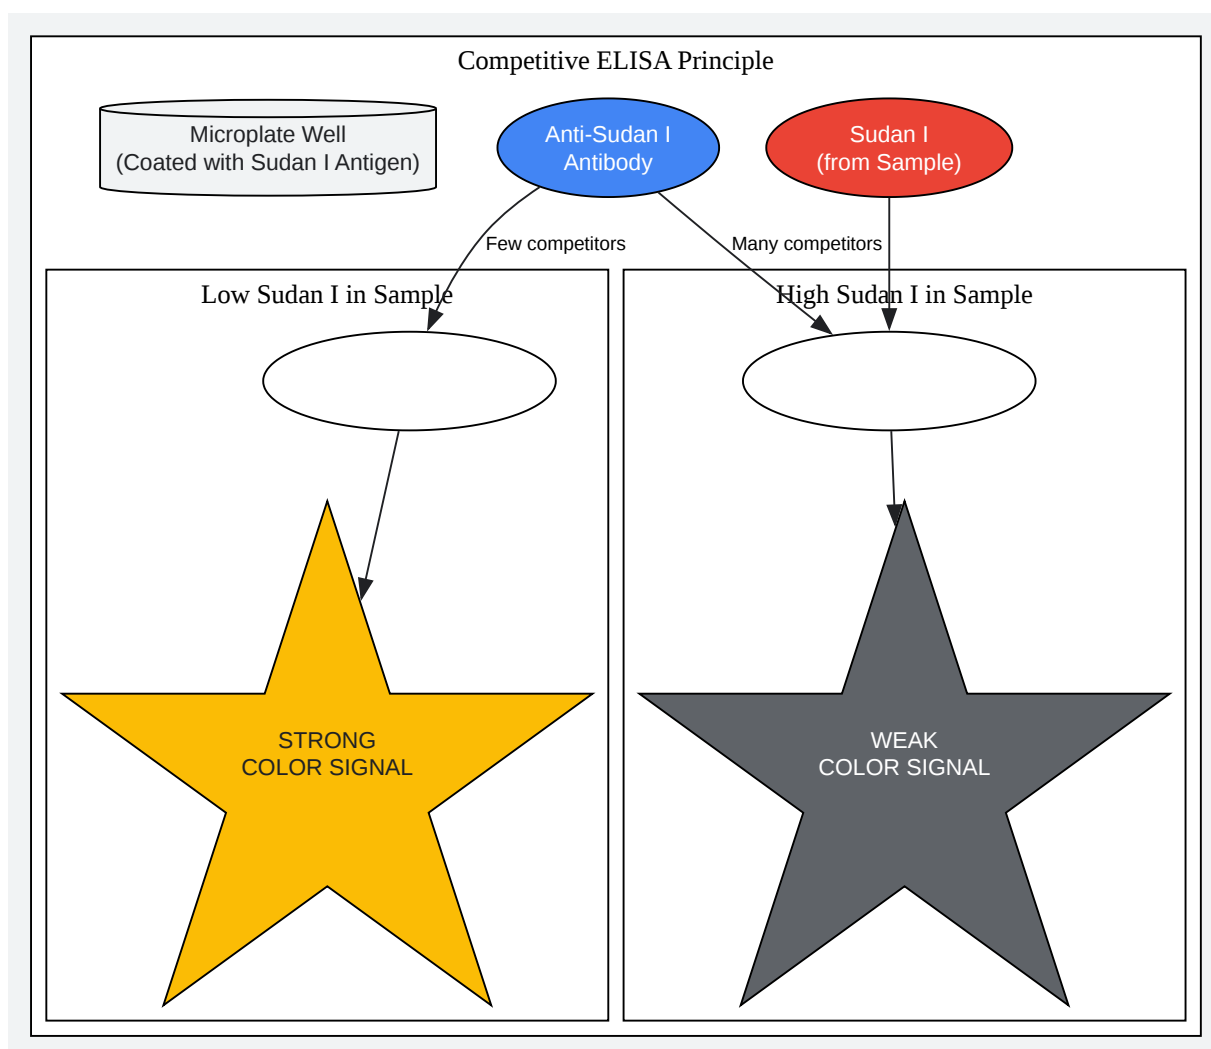 Competitive ELISA Principle
Microplate Well
(Coated with Sudan I Antigen)
Anti-Sudan I
Antibody
Sudan I
(from Sample)
Few competitors
Many competitors
Low Sudan I in Sample
High Sudan I in Sample
STRONG
COLOR SIGNAL
WEAK
COLOR SIGNAL